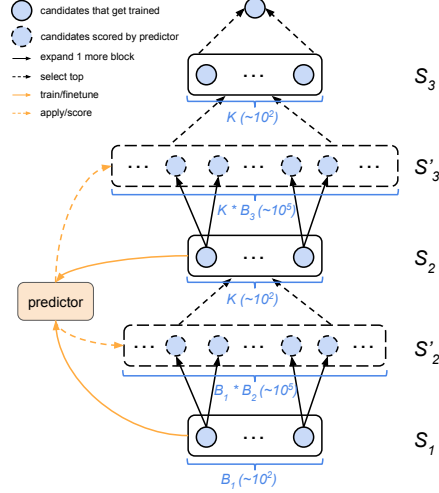 candidates that get trained
candidates scored by predictor
expand 1 more block
select top
train/finetune
apply/score
... S3
K (~10²)
... ... ... S'3
K * B3 (~10⁵)
... S2
K (~10²)
predictor
... ... ... S'2
B1 * B2 (~10⁵)
... S1
B1 (~10²)